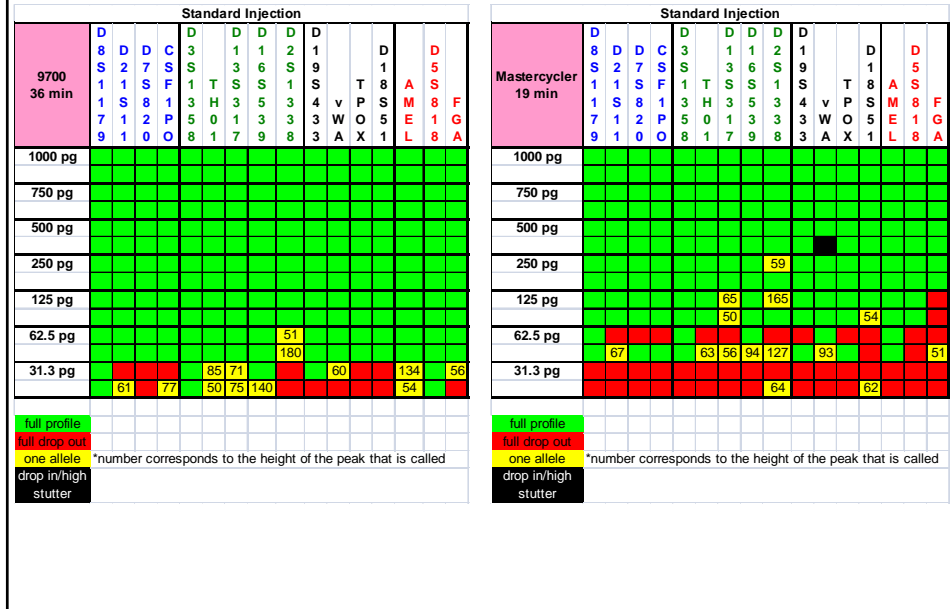 Standard Injection
9700
36 min
D8S1179
D21S11
D7S820
CSF1PO
D3S1358
TH01
D13S317
D16S539
D2S1338
D19S433
vWA
TPOX
D18S51
AMEL
D5S818
FGA
1000 pg
750 pg
500 pg
250 pg
125 pg
62.5 pg 51
180
31.3 pg 85 71 60 134 56
61 77 50 75 140 54
full profile
full drop out
one allele *number corresponds to the height of the peak that is called
drop in/high
stutter
Standard Injection
Mastercycler
19 min
D8S1179
D21S11
D7S820
CSF1PO
D3S1358
TH01
D13S317
D16S539
D2S1338
D19S433
vWA
TPOX
D18S51
AMEL
D5S818
FGA
1000 pg
750 pg
500 pg
250 pg 59
125 pg 65 165
50 54
62.5 pg
67 63 56 94 127 93 51
31.3 pg
64 62
full profile
full drop out
one allele *number corresponds to the height of the peak that is called
drop in/high
stutter